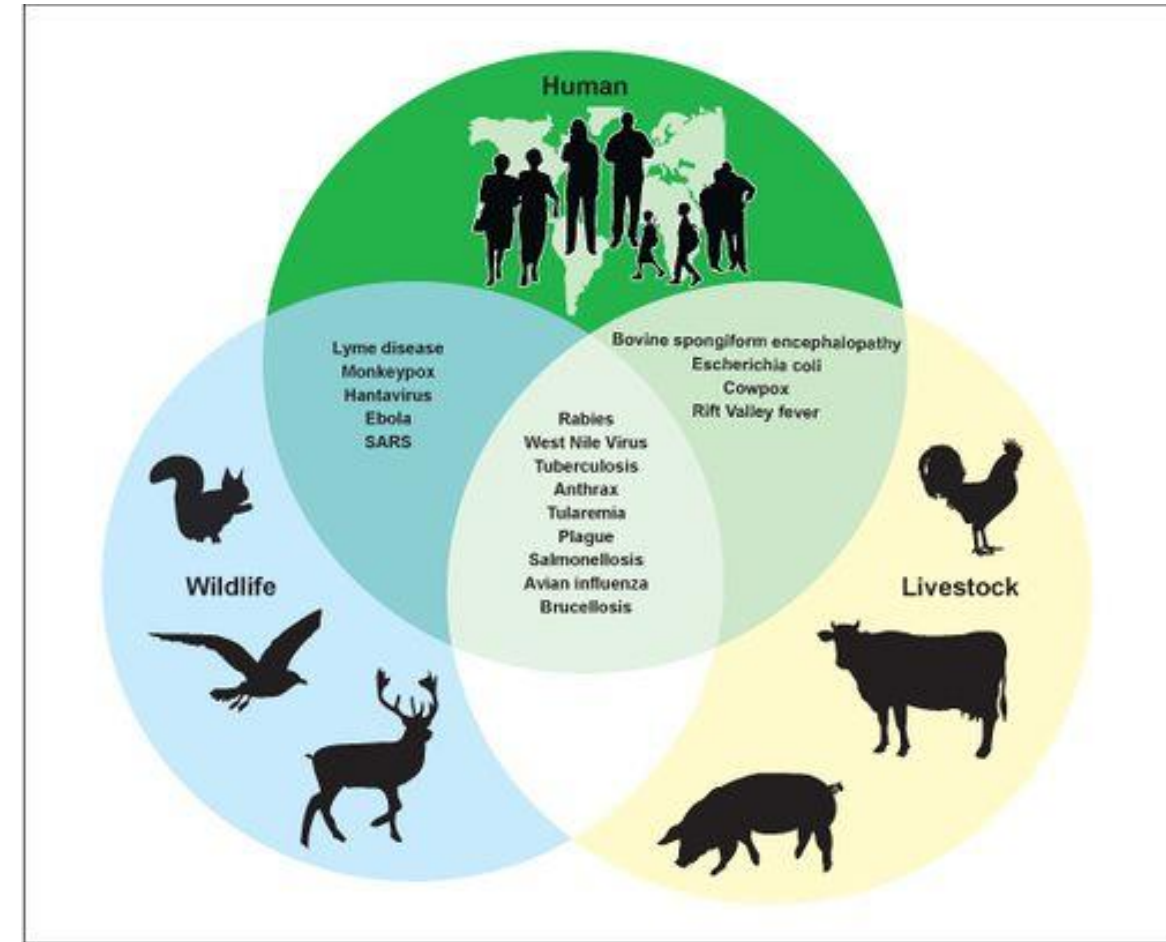 Human
Lyme disease
Monkeypox
Hantavirus
Ebola
SARS
Bovine spongiform encephalopathy
Escherichia coli
Cowpox
Rift Valley fever
Rabies
West Nile Virus
Tuberculosis
Anthrax
Tularemia
Plague
Salmonellosis
Avian influenza
Brucellosis
Wildlife
Livestock